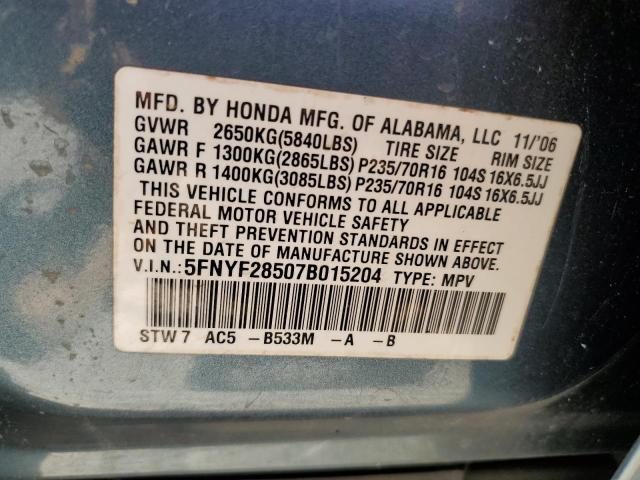 MFD. BY HONDA MFG. OF ALABAMA, LLC 11/'06
GVWR 2650KG(5840LBS) TIRE SIZE RIM SIZE
GAWR F 1300KG(2865LBS) P235/70R16 104S 16X6.5JJ
GAWR R 1400KG(3085LBS) P235/70R16 104S 16X6.5JJ
THIS VEHICLE CONFORMS TO ALL APPLICABLE
FEDERAL MOTOR VEHICLE SAFETY
AND THEFT PREVENTION STANDARDS IN EFFECT
ON THE DATE OF MANUFACTURE SHOWN ABOVE.
V.I.N.: 5FNYF28507B015204 TYPE: MPV
STW7 AC5 -B533M -A -B